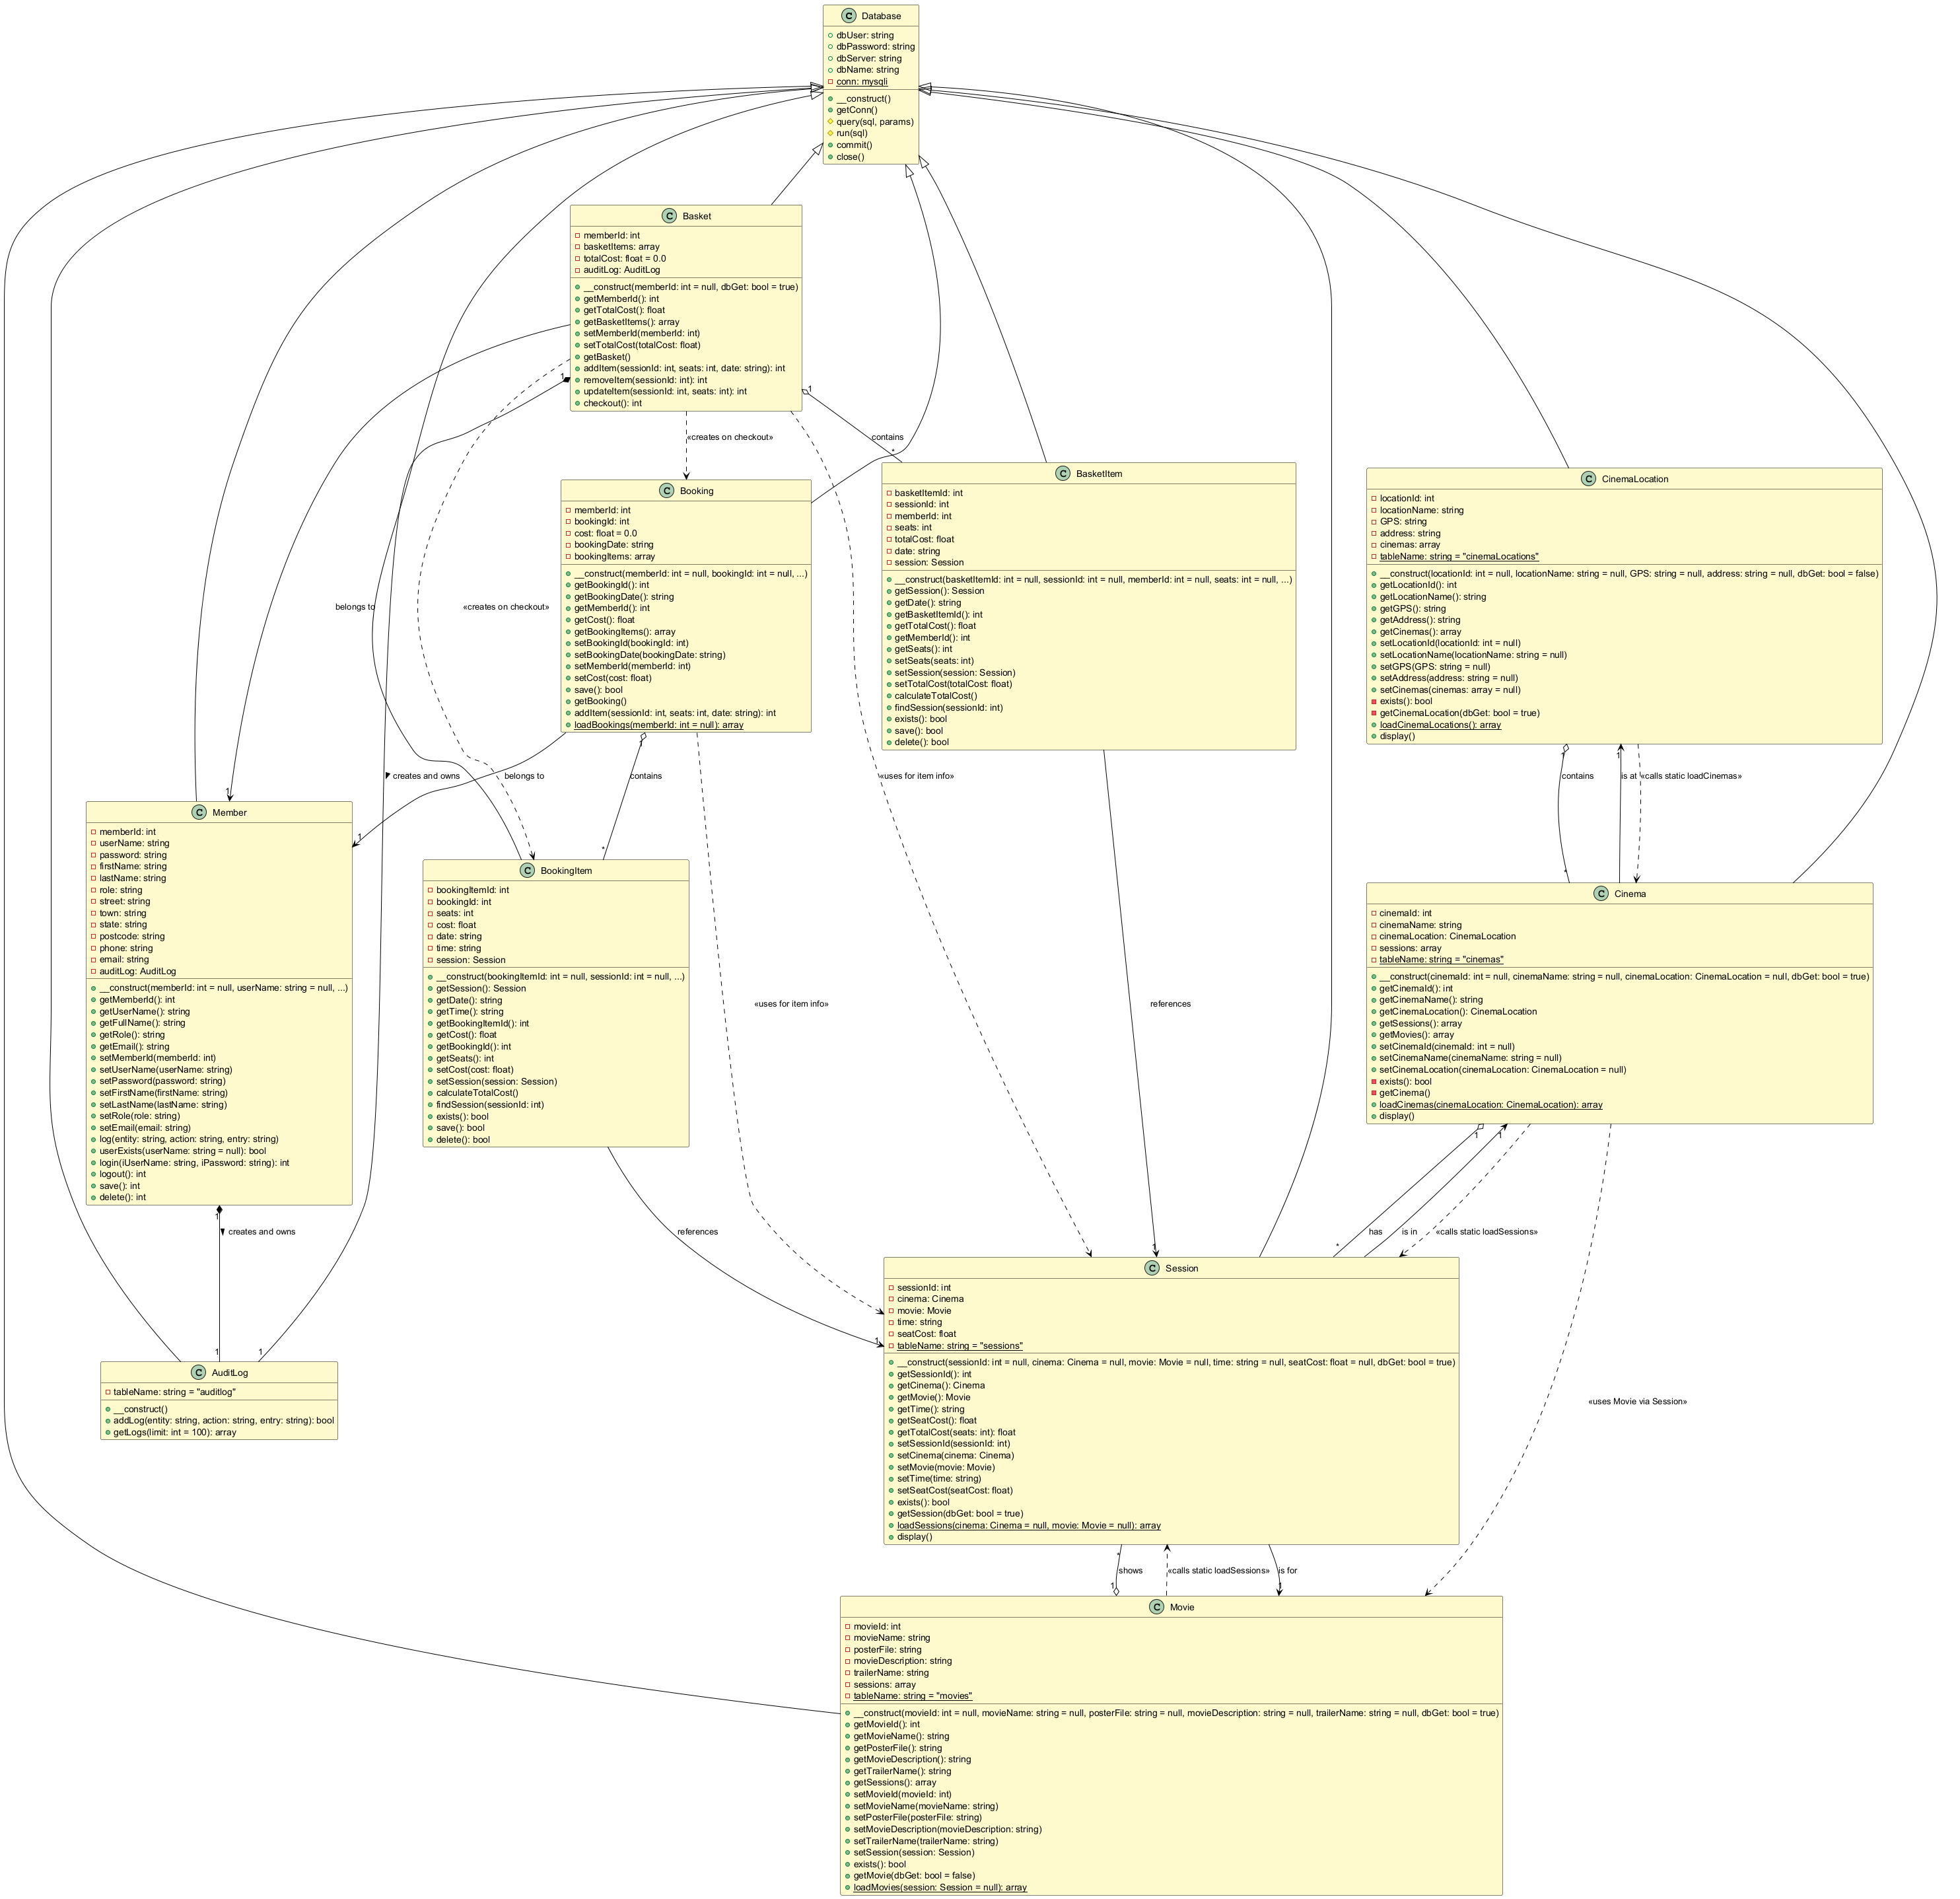 C Database
dbUser: string
dbPassword: string
dbServer: string
dbName: string
conn: mysqli
__construct()
getConn()
query(sql, params)
run(sql)
commit()
close()
C Basket
memberId: int
basketItems: array
totalCost: float = 0.0
auditLog: AuditLog
__construct(memberId: int = null, dbGet: bool = true)
getMemberId(): int
getTotalCost(): float
getBasketItems(): array
setMemberId(memberId: int)
setTotalCost(totalCost: float)
getBasket()
addItem(sessionId: int, seats: int, date: string): int
removeItem(sessionId: int): int
updateItem(sessionId: int, seats: int): int
checkout(): int
1
1
«creates on checkout»
contains
*
C Booking
memberId: int
bookingId: int
cost: float = 0.0
bookingDate: string
bookingItems: array
__construct(memberId: int = null, bookingId: int = null, ...)
getBookingId(): int
getBookingDate(): string
getMemberId(): int
getCost(): float
getBookingItems(): array
setBookingId(bookingId: int)
setBookingDate(bookingDate: string)
setMemberId(memberId: int)
setCost(cost: float)
save(): bool
getBooking()
addItem(sessionId: int, seats: int, date: string): int
loadBookings(memberId: int = null): array
C BasketItem
basketItemId: int
sessionId: int
memberId: int
seats: int
totalCost: float
date: string
session: Session
__construct(basketItemId: int = null, sessionId: int = null, memberId: int = null, seats: int = null, ...)
getSession(): Session
getDate(): string
getBasketItemId(): int
getTotalCost(): float
getMemberId(): int
getSeats(): int
setSeats(seats: int)
setSession(session: Session)
setTotalCost(totalCost: float)
calculateTotalCost()
findSession(sessionId: int)
exists(): bool
save(): bool
delete(): bool
C CinemaLocation
locationId: int
locationName: string
GPS: string
address: string
cinemas: array
tableName: string = "cinemaLocations"
__construct(locationId: int = null, locationName: string = null, GPS: string = null, address: string = null, dbGet: bool = false)
getLocationId(): int
getLocationName(): string
getGPS(): string
getAddress(): string
getCinemas(): array
setLocationId(locationId: int = null)
setLocationName(locationName: string = null)
setGPS(GPS: string = null)
setAddress(address: string = null)
setCinemas(cinemas: array = null)
exists(): bool
getCinemaLocation(dbGet: bool = true)
loadCinemaLocations(): array
display()
belongs to
«creates on checkout»
1
1
1
1
creates and owns
belongs to
contains
«uses for item info»
contains
is at
«calls static loadCinemas»
1
*
*
C Member
memberId: int
userName: string
password: string
firstName: string
lastName: string
role: string
street: string
town: string
state: string
postcode: string
phone: string
email: string
auditLog: AuditLog
__construct(memberId: int = null, userName: string = null, ...)
getMemberId(): int
getUserName(): string
getFullName(): string
getRole(): string
getEmail(): string
setMemberId(memberId: int)
setUserName(userName: string)
setPassword(password: string)
setFirstName(firstName: string)
setLastName(lastName: string)
setRole(role: string)
setEmail(email: string)
log(entity: string, action: string, entry: string)
userExists(userName: string = null): bool
login(iUserName: string, iPassword: string): int
logout(): int
save(): int
delete(): int
C BookingItem
bookingItemId: int
bookingId: int
seats: int
cost: float
date: string
time: string
session: Session
__construct(bookingItemId: int = null, sessionId: int = null, ...)
getSession(): Session
getDate(): string
getTime(): string
getBookingItemId(): int
getCost(): float
getBookingId(): int
getSeats(): int
setCost(cost: float)
setSession(session: Session)
calculateTotalCost()
findSession(sessionId: int)
exists(): bool
save(): bool
delete(): bool
C Cinema
cinemaId: int
cinemaName: string
cinemaLocation: CinemaLocation
sessions: array
tableName: string = "cinemas"
__construct(cinemaId: int = null, cinemaName: string = null, cinemaLocation: CinemaLocation = null, dbGet: bool = true)
getCinemaId(): int
getCinemaName(): string
getCinemaLocation(): CinemaLocation
getSessions(): array
getMovies(): array
setCinemaId(cinemaId: int = null)
setCinemaName(cinemaName: string = null)
setCinemaLocation(cinemaLocation: CinemaLocation = null)
exists(): bool
getCinema()
loadCinemas(cinemaLocation: CinemaLocation): array
display()
«uses for item info»
references
1
1
1
creates and owns
references
has
is in
«calls static loadSessions»
1
*
1
1
1
C Session
sessionId: int
cinema: Cinema
movie: Movie
time: string
seatCost: float
tableName: string = "sessions"
__construct(sessionId: int = null, cinema: Cinema = null, movie: Movie = null, time: string = null, seatCost: float = null, dbGet: bool = true)
getSessionId(): int
getCinema(): Cinema
getMovie(): Movie
getTime(): string
getSeatCost(): float
getTotalCost(seats: int): float
setSessionId(sessionId: int)
setCinema(cinema: Cinema)
setMovie(movie: Movie)
setTime(time: string)
setSeatCost(seatCost: float)
exists(): bool
getSession(dbGet: bool = true)
loadSessions(cinema: Cinema = null, movie: Movie = null): array
display()
1
C AuditLog
tableName: string = "auditlog"
__construct()
addLog(entity: string, action: string, entry: string): bool
getLogs(limit: int = 100): array
«uses Movie via Session»
*
shows
«calls static loadSessions»
is for
1
1
C Movie
movieId: int
movieName: string
posterFile: string
movieDescription: string
trailerName: string
sessions: array
tableName: string = "movies"
__construct(movieId: int = null, movieName: string = null, posterFile: string = null, movieDescription: string = null, trailerName: string = null, dbGet: bool = true)
getMovieId(): int
getMovieName(): string
getPosterFile(): string
getMovieDescription(): string
getTrailerName(): string
getSessions(): array
setMovieId(movieId: int)
setMovieName(movieName: string)
setPosterFile(posterFile: string)
setMovieDescription(movieDescription: string)
setTrailerName(trailerName: string)
setSession(session: Session)
exists(): bool
getMovie(dbGet: bool = false)
loadMovies(session: Session = null): array